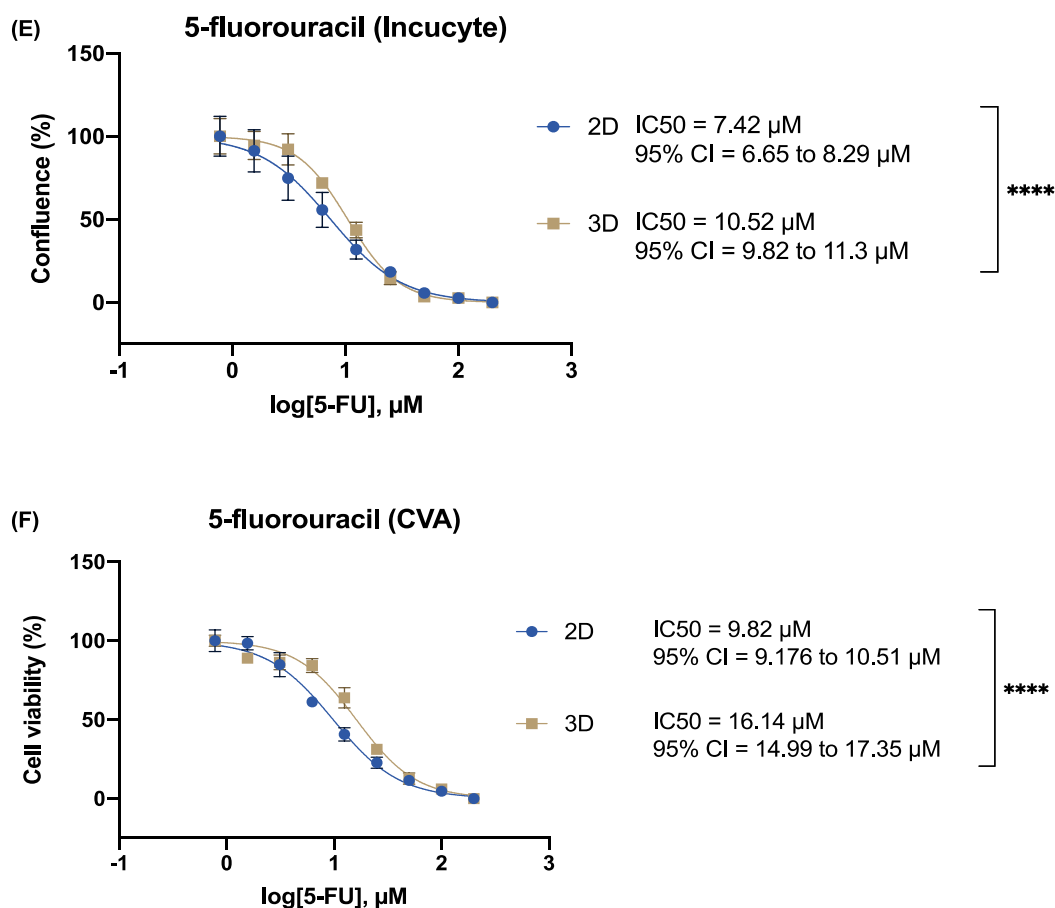 (E)
5-fluorouracil (Incucyte)
150
100
50
0
Confluence (%)
-1
0
1
2
3
log[5-FU], µM
2D IC50 = 7.42 µM
95% CI = 6.65 to 8.29 µM
3D IC50 = 10.52 µM
95% CI = 9.82 to 11.3 µM
****
(F)
5-fluorouracil (CVA)
150
100
50
0
Cell viability (%)
-1
0
1
2
3
log[5-FU], µM
2D IC50 = 9.82 µM
95% CI = 9.176 to 10.51 µM
3D IC50 = 16.14 µM
95% CI = 14.99 to 17.35 µM
****